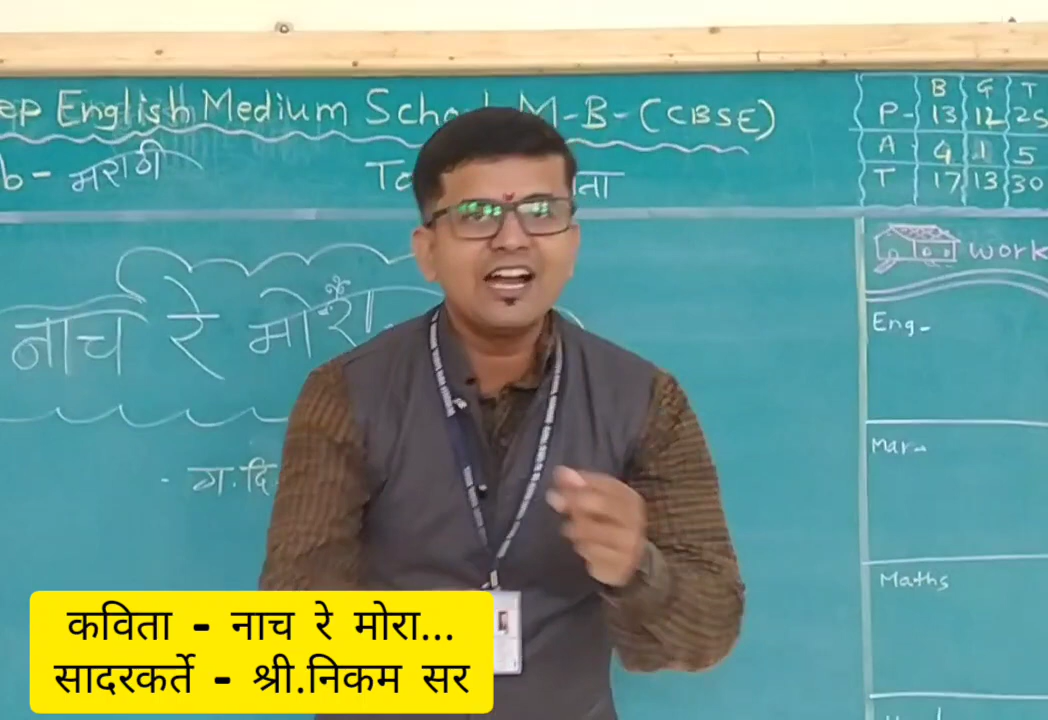 ep English Medium School M-B-(CBSE)
b- मराठी
B G T
P- 13 12 25
A- 4 1 5
T 17 13 30
work
नाच रे मोरा
Eng-
Mar-
- ग.दि.
Maths
कविता - नाच रे मोरा...
सादरकर्ते - श्री.निकम सर